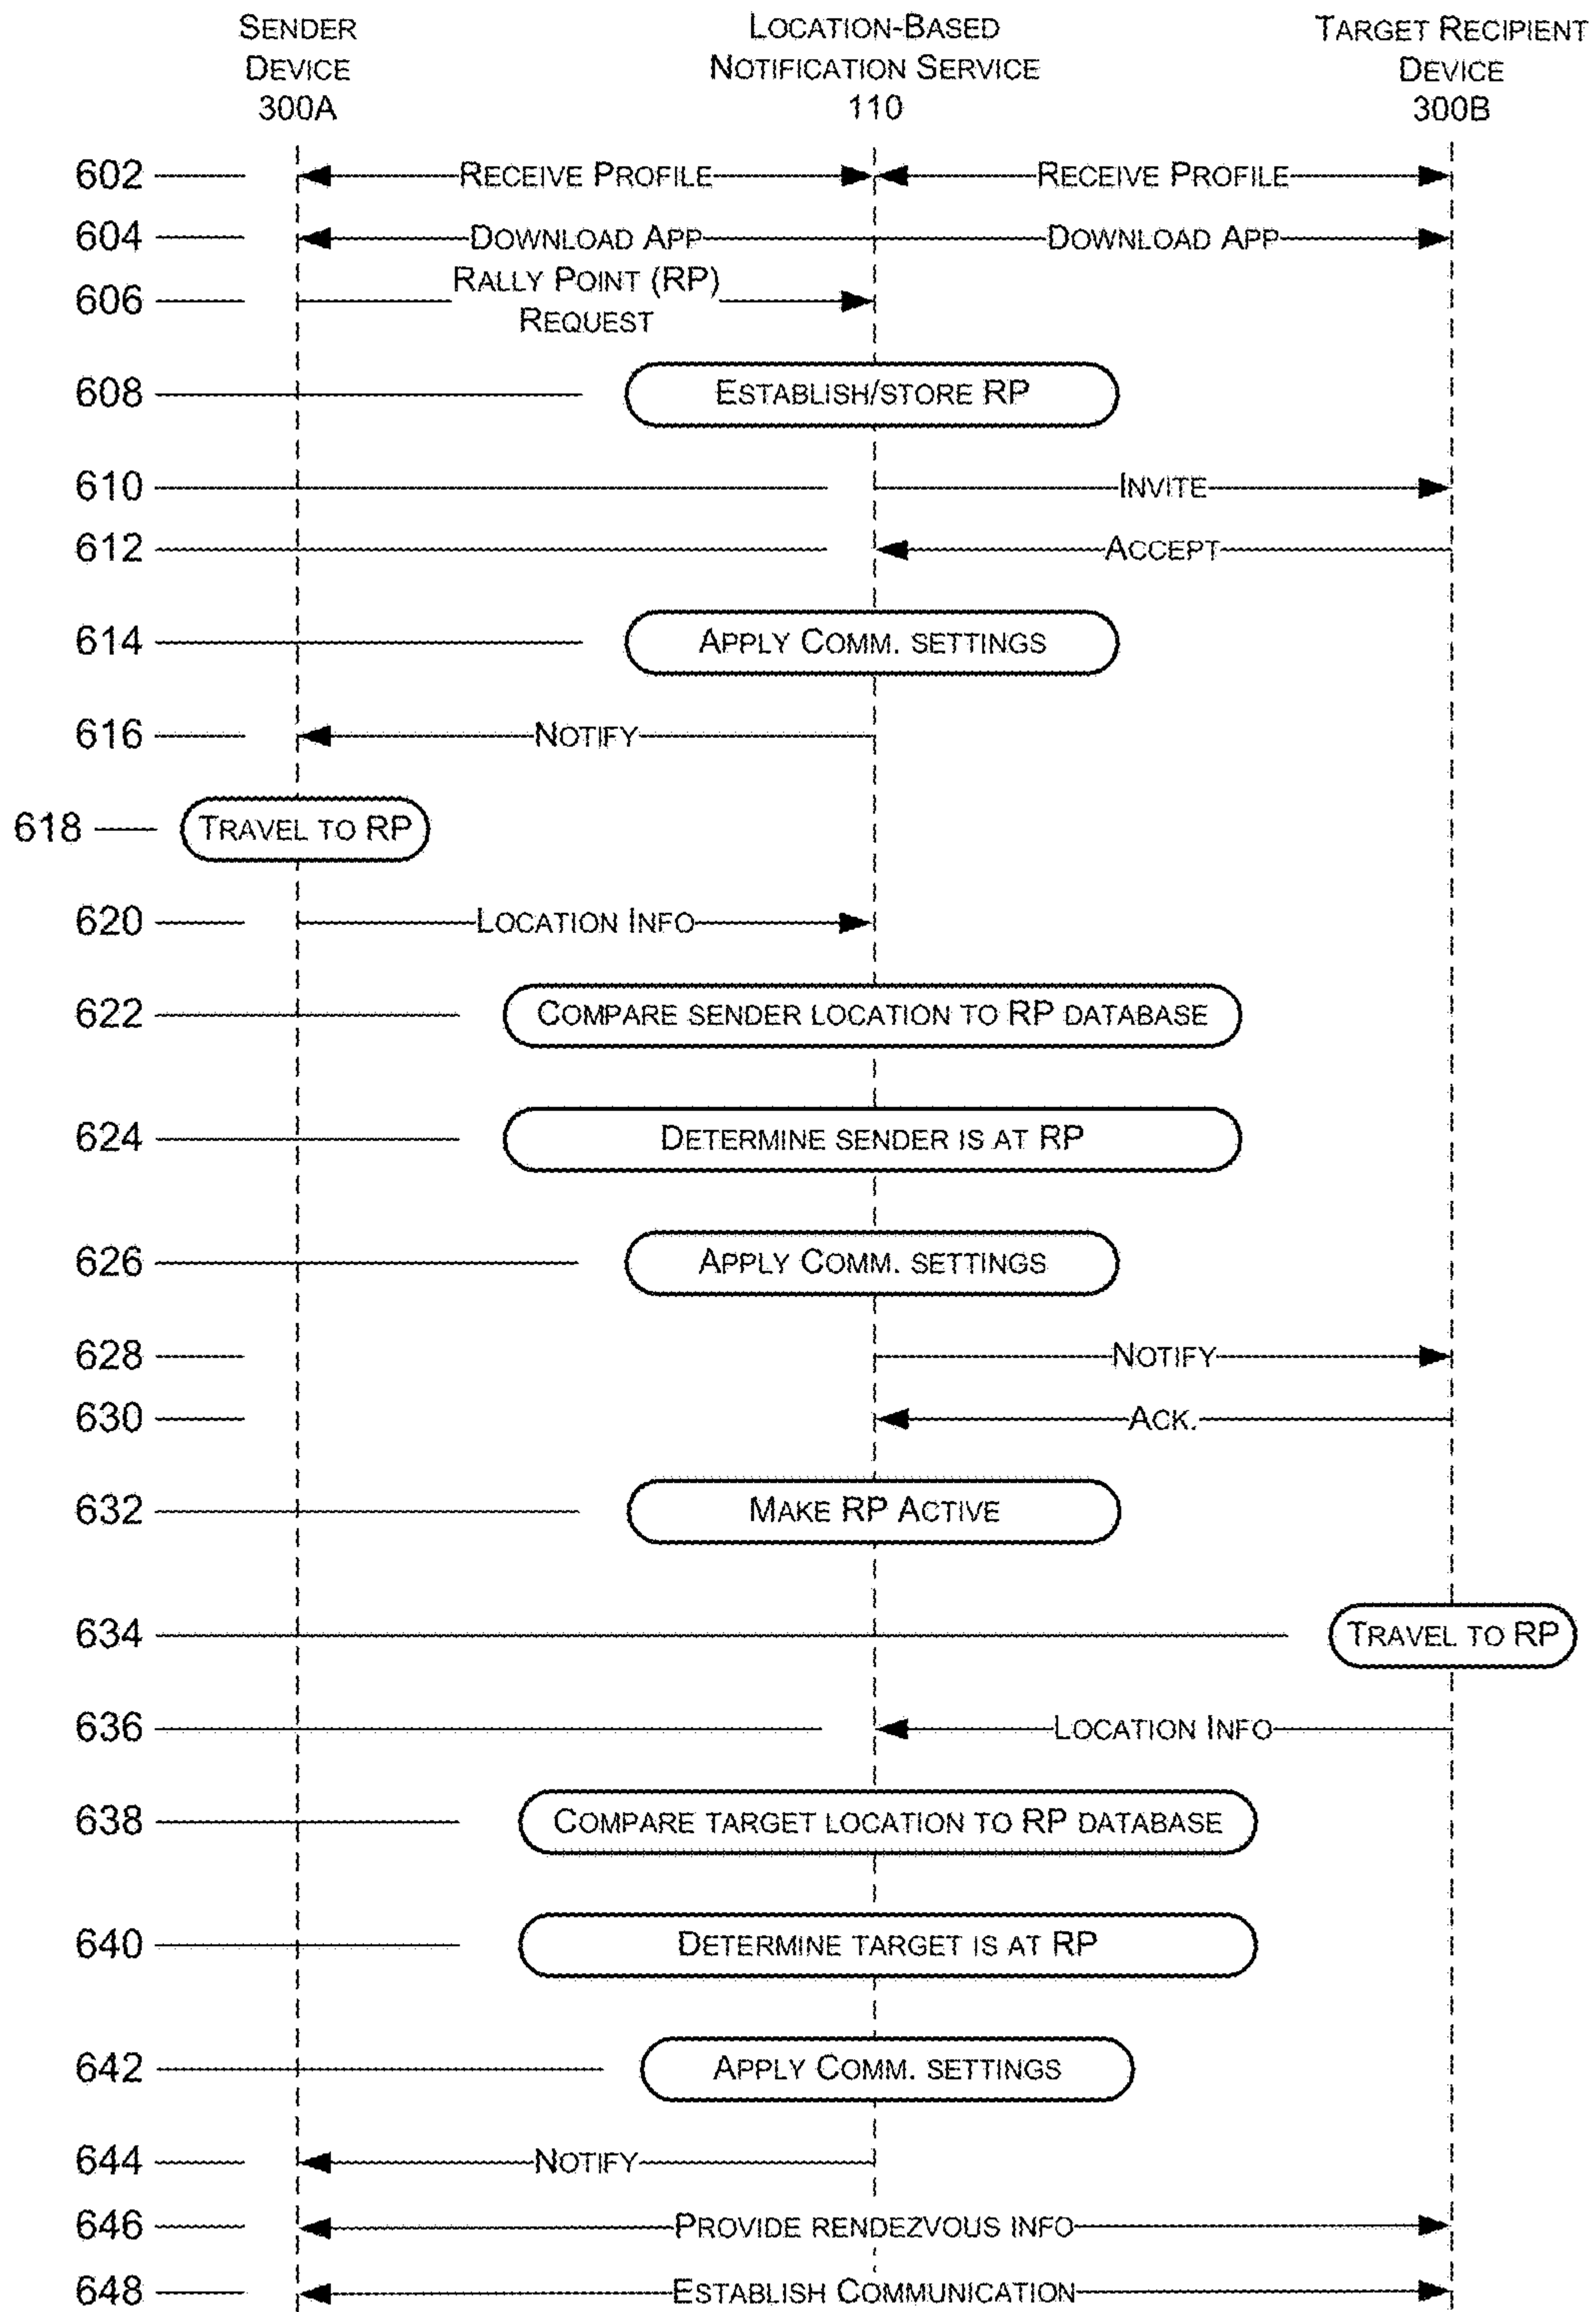 SENDER
DEVICE
300A
LOCATION-BASED
NOTIFICATION SERVICE
110
TARGET RECIPIENT
DEVICE
300B
602 RECEIVE PROFILE RECEIVE PROFILE
604 DOWNLOAD APP DOWNLOAD APP
606 RALLY POINT (RP)
REQUEST
608 ESTABLISH/STORE RP
610 INVITE
612 ACCEPT
614 APPLY COMM. SETTINGS
616 NOTIFY
618 TRAVEL TO RP
620 LOCATION INFO
622 COMPARE SENDER LOCATION TO RP DATABASE
624 DETERMINE SENDER IS AT RP
626 APPLY COMM. SETTINGS
628 NOTIFY
630 ACK.
632 MAKE RP ACTIVE
634 TRAVEL TO RP
636 LOCATION INFO
638 COMPARE TARGET LOCATION TO RP DATABASE
640 DETERMINE TARGET IS AT RP
642 APPLY COMM. SETTINGS
644 NOTIFY
646 PROVIDE RENDEZVOUS INFO
648 ESTABLISH COMMUNICATION